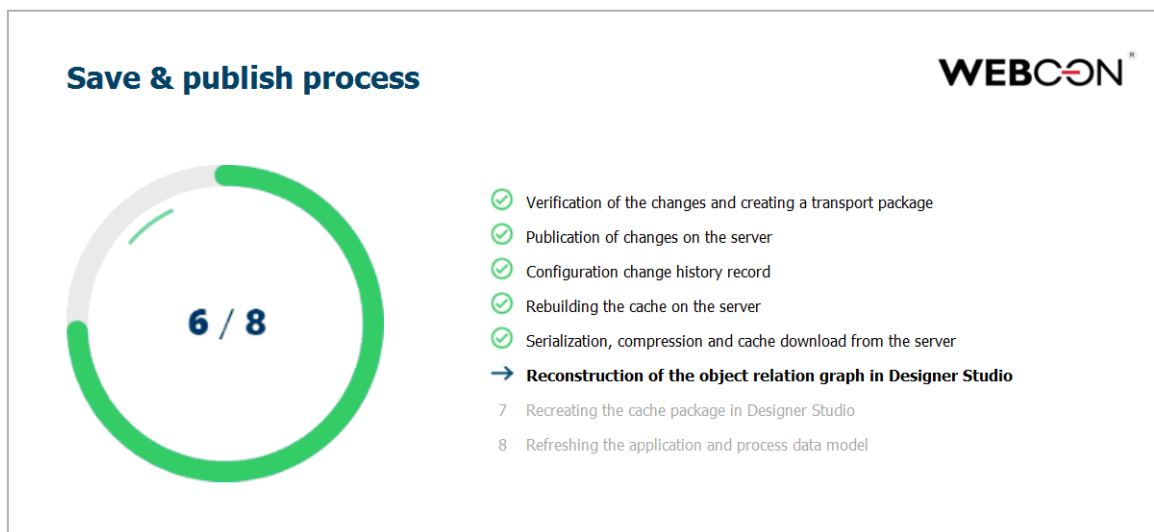 Save & publish process
WEBCON®
6 / 8
Verification of the changes and creating a transport package
Publication of changes on the server
Configuration change history record
Rebuilding the cache on the server
Serialization, compression and cache download from the server
Reconstruction of the object relation graph in Designer Studio
7 Recreating the cache package in Designer Studio
8 Refreshing the application and process data model